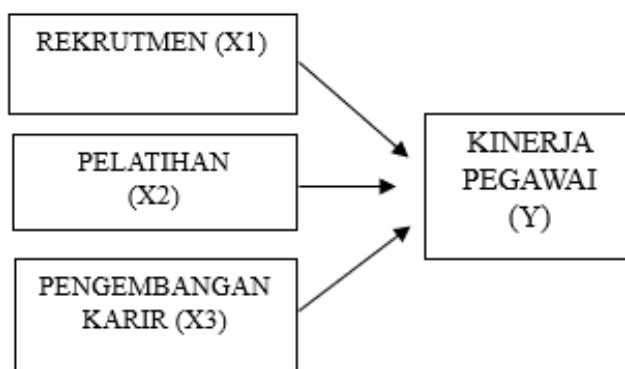 REKRUTMEN (X1)
PELATIHAN
(X2)
PENGEMBANGAN
KARIR (X3)
KINERJA
PEGAWAI
(Y)